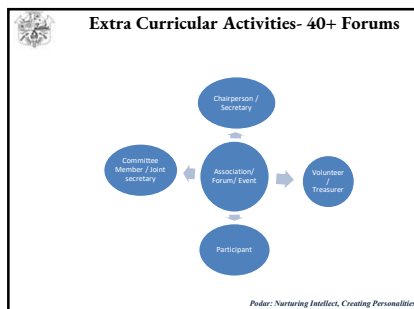 Extra Curricular Activities- 40+ Forums
Chairperson /
Secretary
Committee
Member / Joint
secretary
Association/
Forum/ Event
Volunteer
/
Treasurer
Participant
Podar: Nurturing Intellect, Creating Personalities